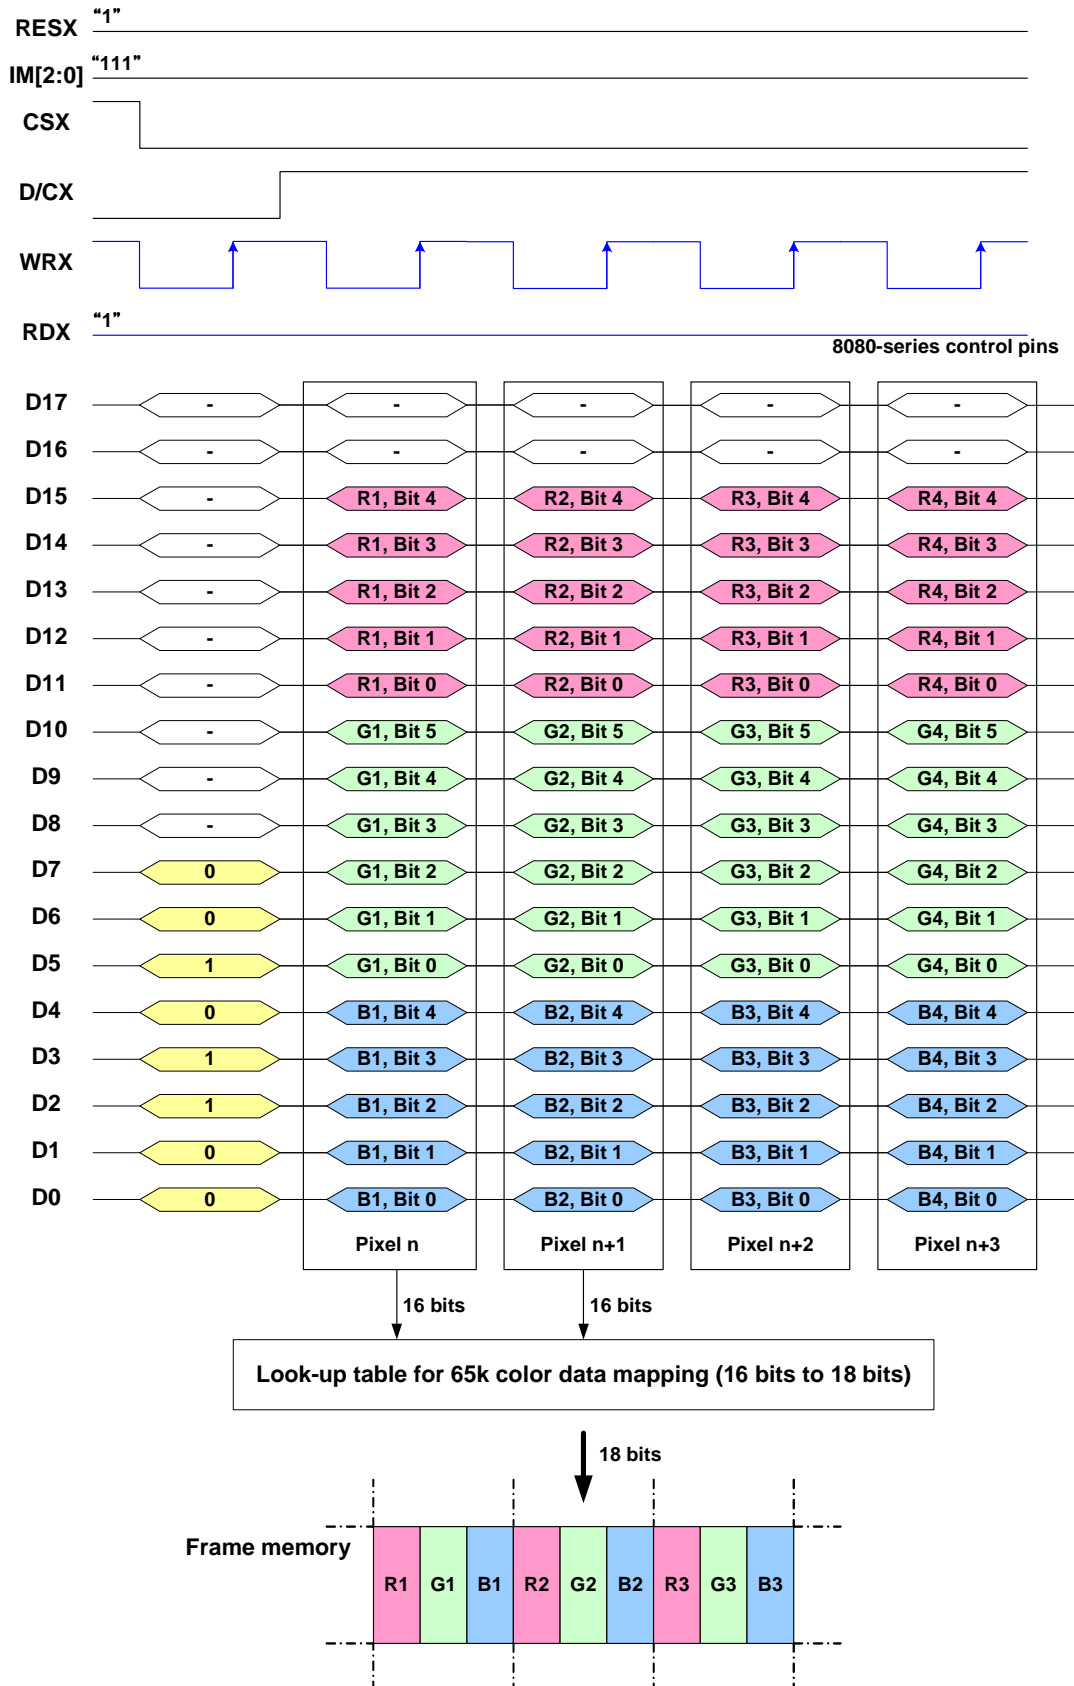 RESX “1”
IM[2:0] “111”
CSX
D/CX
WRX
RDX “1”
8080-series control pins
D17 - - - - -
D16 - - - - -
D15 - R1, Bit 4 R2, Bit 4 R3, Bit 4 R4, Bit 4
D14 - R1, Bit 3 R2, Bit 3 R3, Bit 3 R4, Bit 3
D13 - R1, Bit 2 R2, Bit 2 R3, Bit 2 R4, Bit 2
D12 - R1, Bit 1 R2, Bit 1 R3, Bit 1 R4, Bit 1
D11 - R1, Bit 0 R2, Bit 0 R3, Bit 0 R4, Bit 0
D10 - G1, Bit 5 G2, Bit 5 G3, Bit 5 G4, Bit 5
D9 - G1, Bit 4 G2, Bit 4 G3, Bit 4 G4, Bit 4
D8 - G1, Bit 3 G2, Bit 3 G3, Bit 3 G4, Bit 3
D7 0 G1, Bit 2 G2, Bit 2 G3, Bit 2 G4, Bit 2
D6 0 G1, Bit 1 G2, Bit 1 G3, Bit 1 G4, Bit 1
D5 1 G1, Bit 0 G2, Bit 0 G3, Bit 0 G4, Bit 0
D4 0 B1, Bit 4 B2, Bit 4 B3, Bit 4 B4, Bit 4
D3 1 B1, Bit 3 B2, Bit 3 B3, Bit 3 B4, Bit 3
D2 1 B1, Bit 2 B2, Bit 2 B3, Bit 2 B4, Bit 2
D1 0 B1, Bit 1 B2, Bit 1 B3, Bit 1 B4, Bit 1
D0 0 B1, Bit 0 B2, Bit 0 B3, Bit 0 B4, Bit 0
Pixel n Pixel n+1 Pixel n+2 Pixel n+3
16 bits 16 bits
Look-up table for 65k color data mapping (16 bits to 18 bits)
18 bits
Frame memory
R1 G1 B1 R2 G2 B2 R3 G3 B3